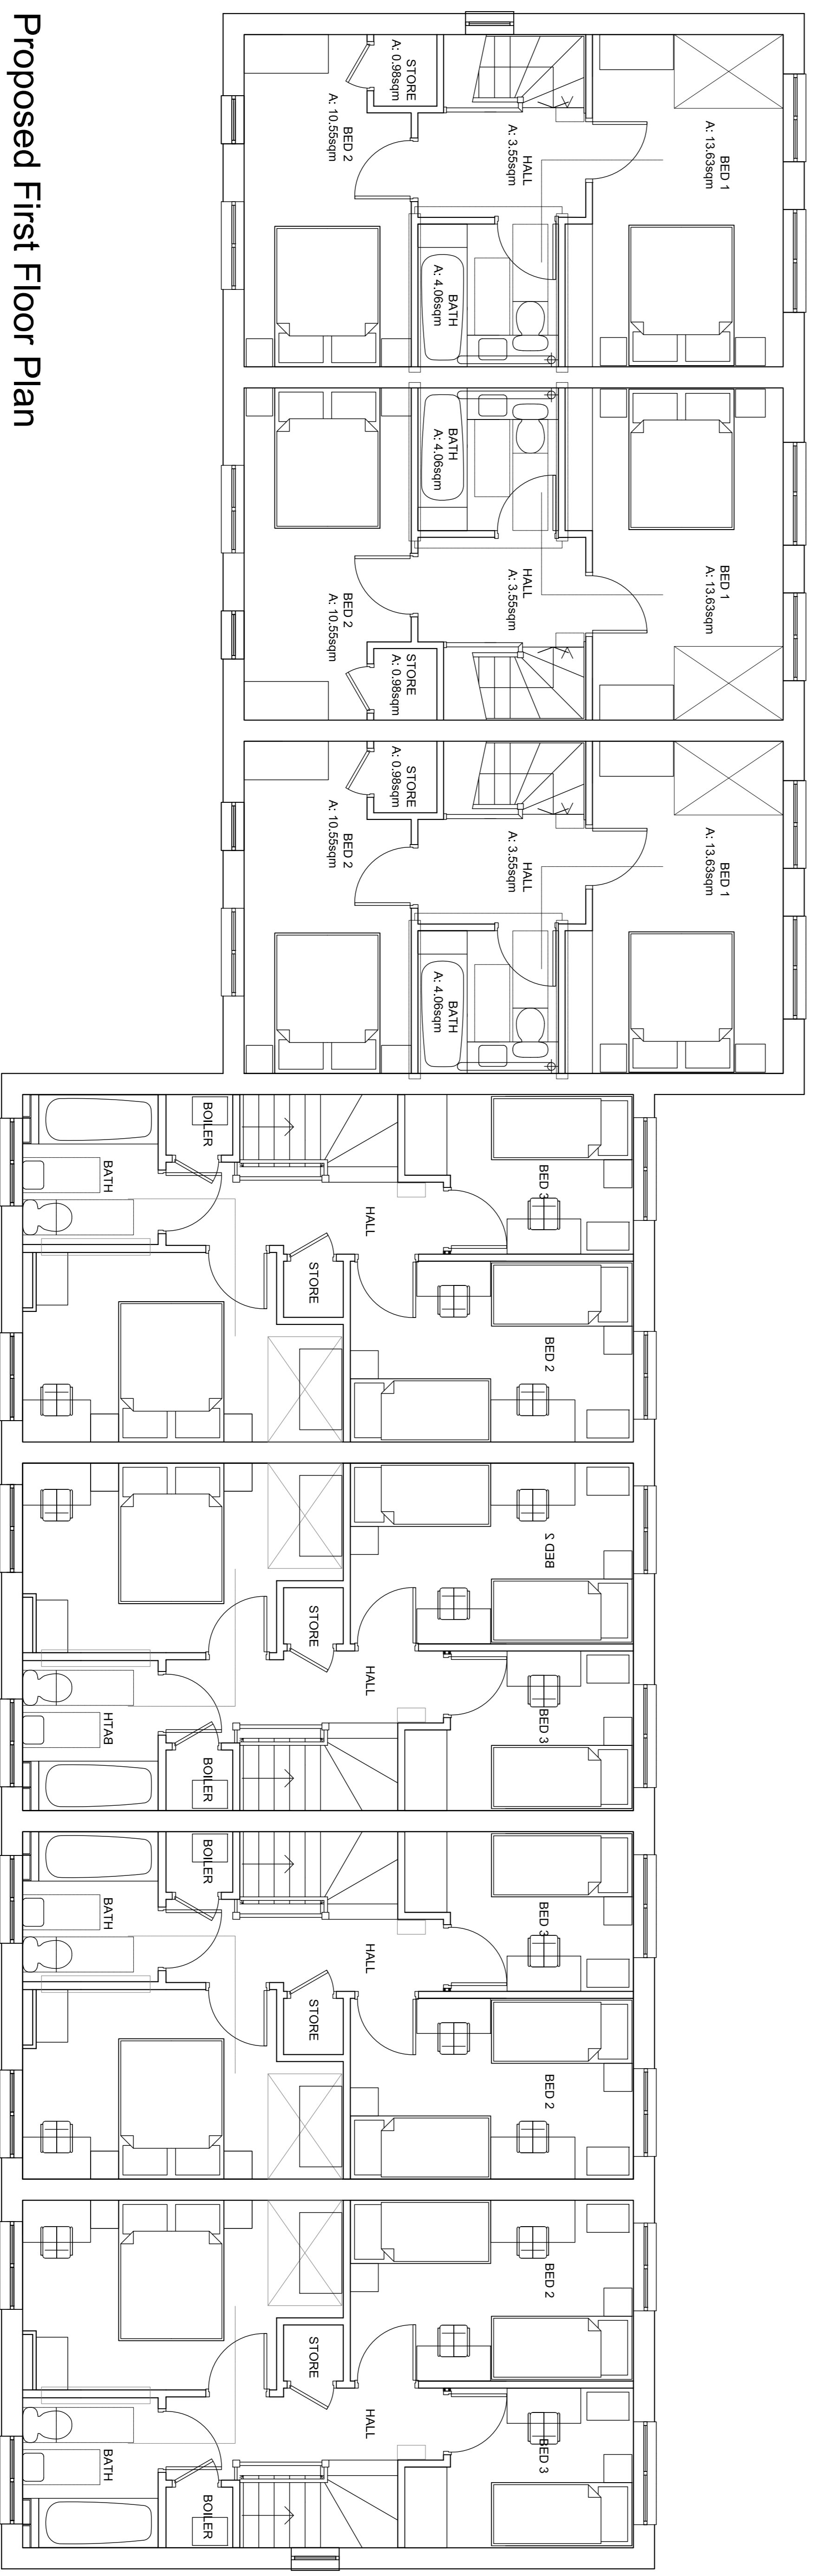 Proposed First Floor Plan
BED 1
A: 13.63sqm
HALL
A: 3.55sqm
STORE
A: 0.98sqm
BED 2
A: 10.55sqm
BATH
A: 4.06sqm
BED 1
A: 13.63sqm
BATH
A: 4.06sqm
HALL
A: 3.55sqm
BED 2
A: 10.55sqm
STORE
A: 0.98sqm
BED 1
A: 13.63sqm
HALL
A: 3.55sqm
STORE
A: 0.98sqm
BED 2
A: 10.55sqm
BATH
A: 4.06sqm
BED 3
BOILER
BATH
HALL
STORE
BED 2
BED 2
STORE
HALL
BED 3
BATH
BOILER
BOILER
BATH
BED 3
HALL
STORE
BED 2
BED 2
STORE
HALL
BED 3
BATH
BOILER